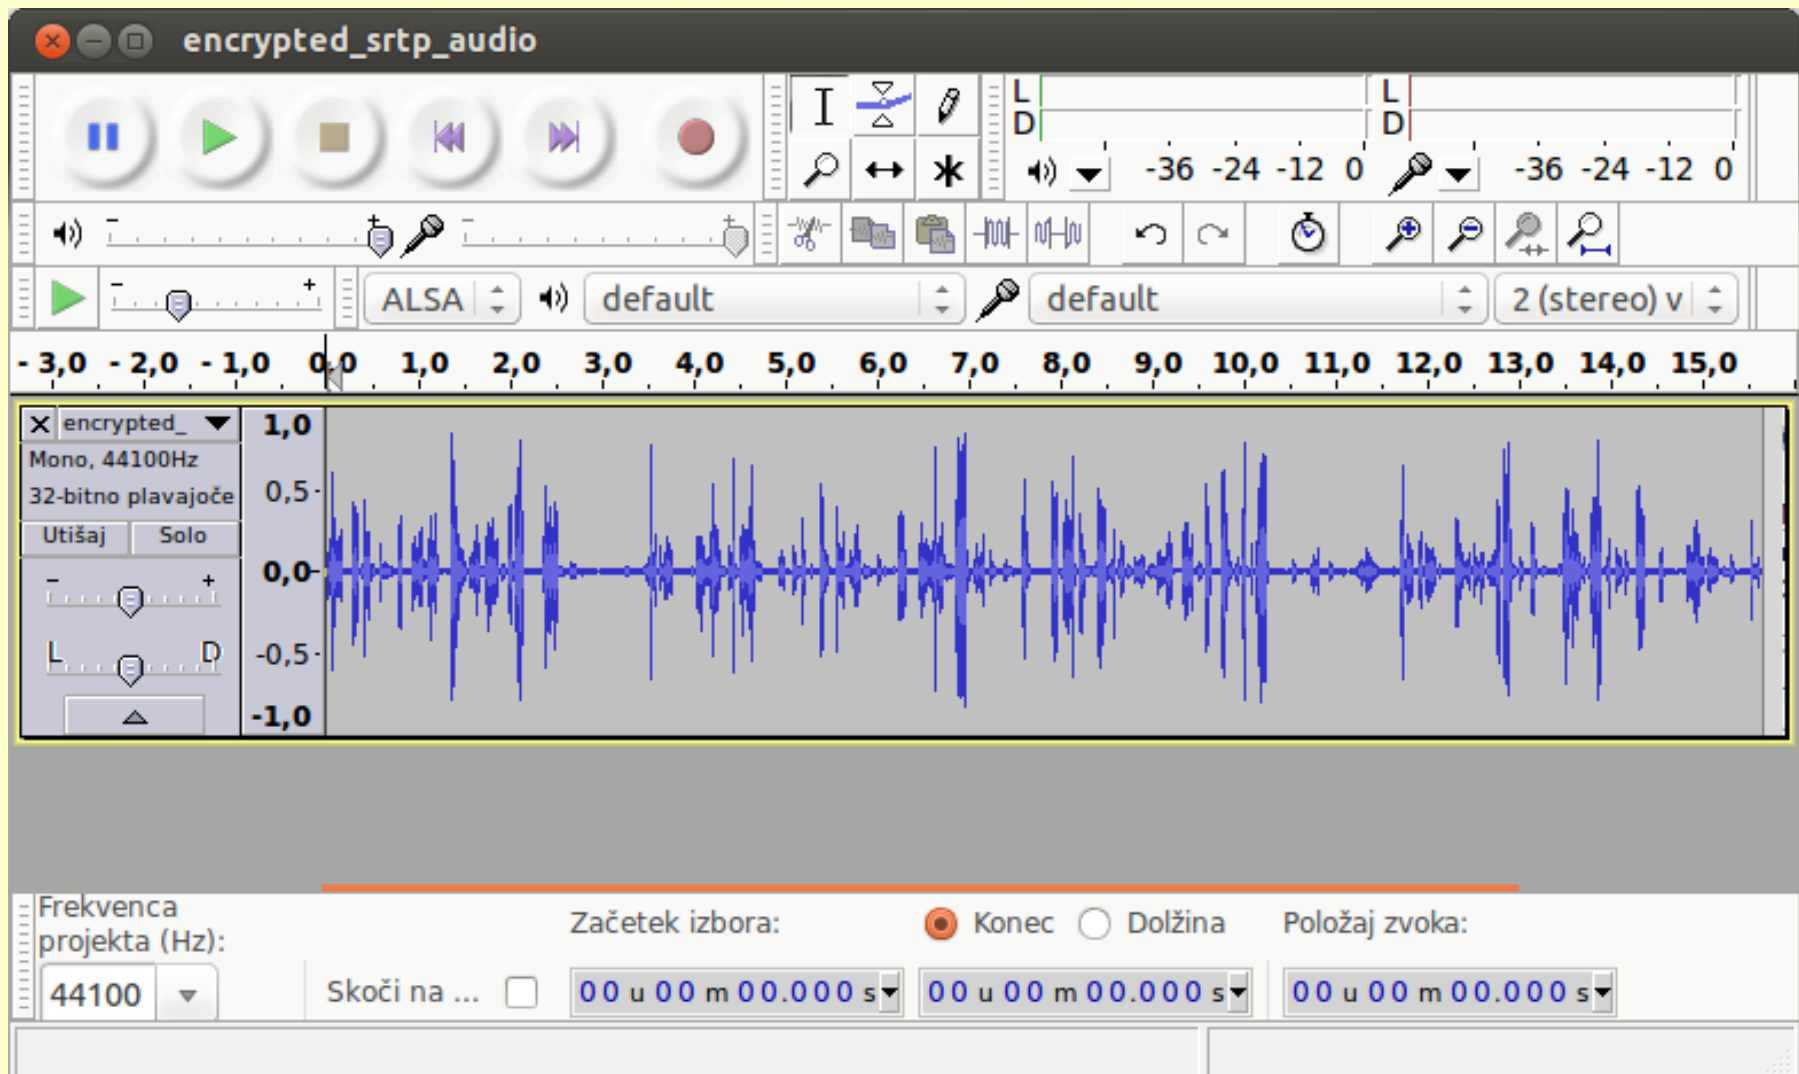 encrypted_srtp_audio
L
D
-36 -24 -12 0
L
D
-36 -24 -12 0
- +
- +
- +
ALSA
default
default
2 (stereo) v
- 3,0 - 2,0 - 1,0 0,0 1,0 2,0 3,0 4,0 5,0 6,0 7,0 8,0 9,0 10,0 11,0 12,0 13,0 14,0 15,0
X encrypted_
Mono, 44100Hz
32-bitno plavajoče
Utišaj Solo
- +
L D
1,0
0,5
0,0
-0,5
-1,0
Frekvenca
projekta (Hz):
44100
Skoči na ...
Začetek izbora:
Konec Dolžina
Položaj zvoka:
00 u 00 m 00.000 s
00 u 00 m 00.000 s
00 u 00 m 00.000 s